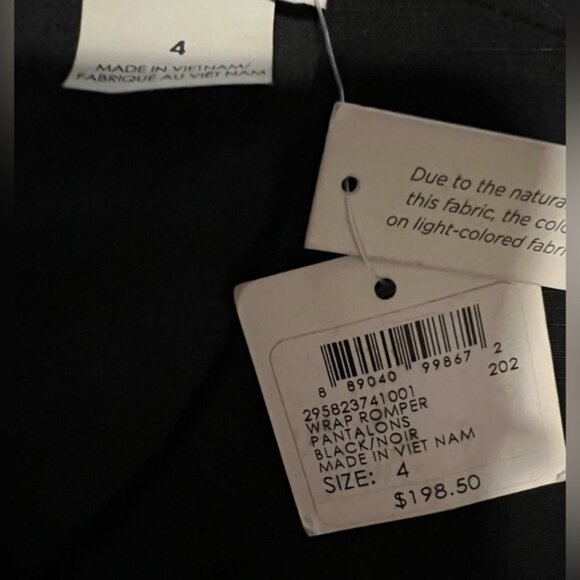 4
MADE IN VIETNAM/
FABRIQUÉ AU VIET NAM
Due to the natura
this fabric, the colo
on light-colored fabri
8 89040 99867 2
202
295823741001
WRAP ROMPER
PANTALONS
BLACK/NOIR
MADE IN VIET NAM
SIZE: 4
$198.50